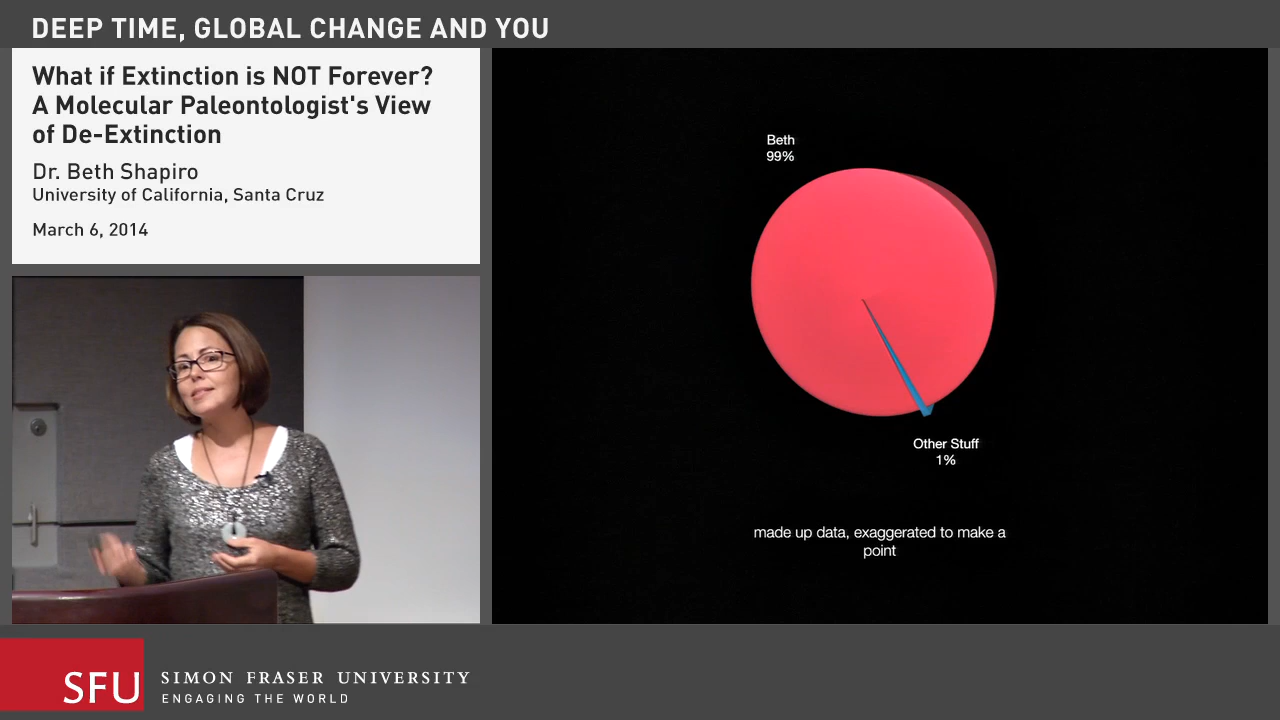 DEEP TIME, GLOBAL CHANGE AND YOU
What if Extinction is NOT Forever?
A Molecular Paleontologist's View
of De-Extinction
Dr. Beth Shapiro
University of California, Santa Cruz
March 6, 2014
Beth
99%
Other Stuff
1%
made up data, exaggerated to make a
point
SFU
SIMON FRASER UNIVERSITY
ENGAGING THE WORLD